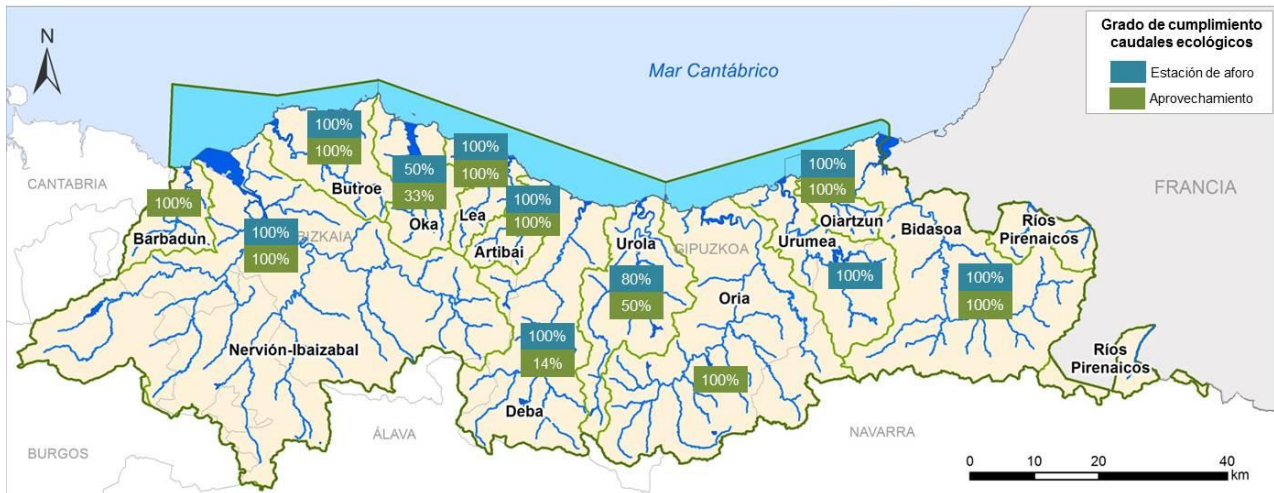 N
Mar Cantábrico
Grado de cumplimiento
caudales ecológicos
Estación de aforo
Aprovechamiento
CANTABRIA
FRANCIA
100%
100%
Butroe
50%
33%
Oka
100%
100%
Lea
100%
100%
Artibai
100%
Barbadun
100%
100%
BIZKAIA
Nervión-Ibaizabal
100%
14%
Deba
Urola
80%
50%
GIPUZKOA
Oria
100%
100%
100%
Oiartzun
Urumea
100%
Bidasoa
100%
100%
Ríos
Pirenaicos
Ríos
Pirenaicos
BURGOS
ÁLAVA
NAVARRA
0 10 20 40
km